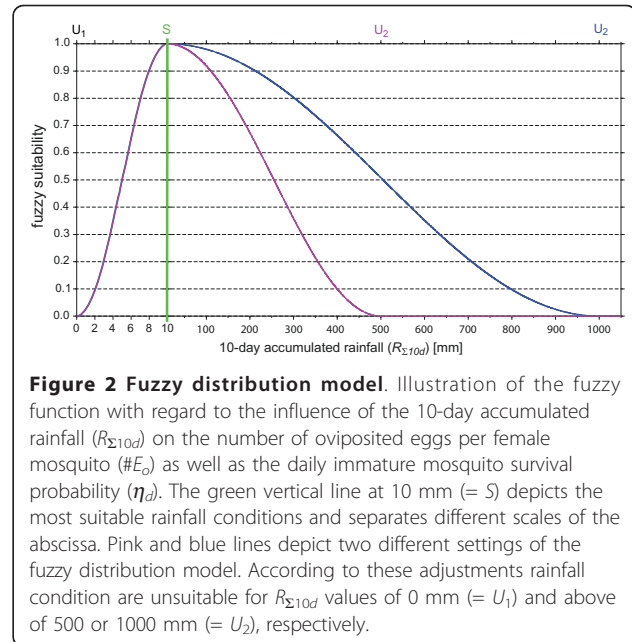 U1 S U2 U2
1.0
0.9
0.8
0.7
0.6
0.5
0.4
0.3
0.2
0.1
0.0
fuzzy suitability
0 2 4 6 8 10 100 200 300 400 500 600 700 800 900 1000
10-day accumulated rainfall (RΣ10d) [mm]
Figure 2 Fuzzy distribution model. Illustration of the fuzzy
function with regard to the influence of the 10-day accumulated
rainfall (RΣ10d) on the number of oviposited eggs per female
mosquito (#Eo) as well as the daily immature mosquito survival
probability (ηd). The green vertical line at 10 mm (= S) depicts the
most suitable rainfall conditions and separates different scales of the
abscissa. Pink and blue lines depict two different settings of the
fuzzy distribution model. According to these adjustments rainfall
condition are unsuitable for RΣ10d values of 0 mm (= U1) and above
of 500 or 1000 mm (= U2), respectively.